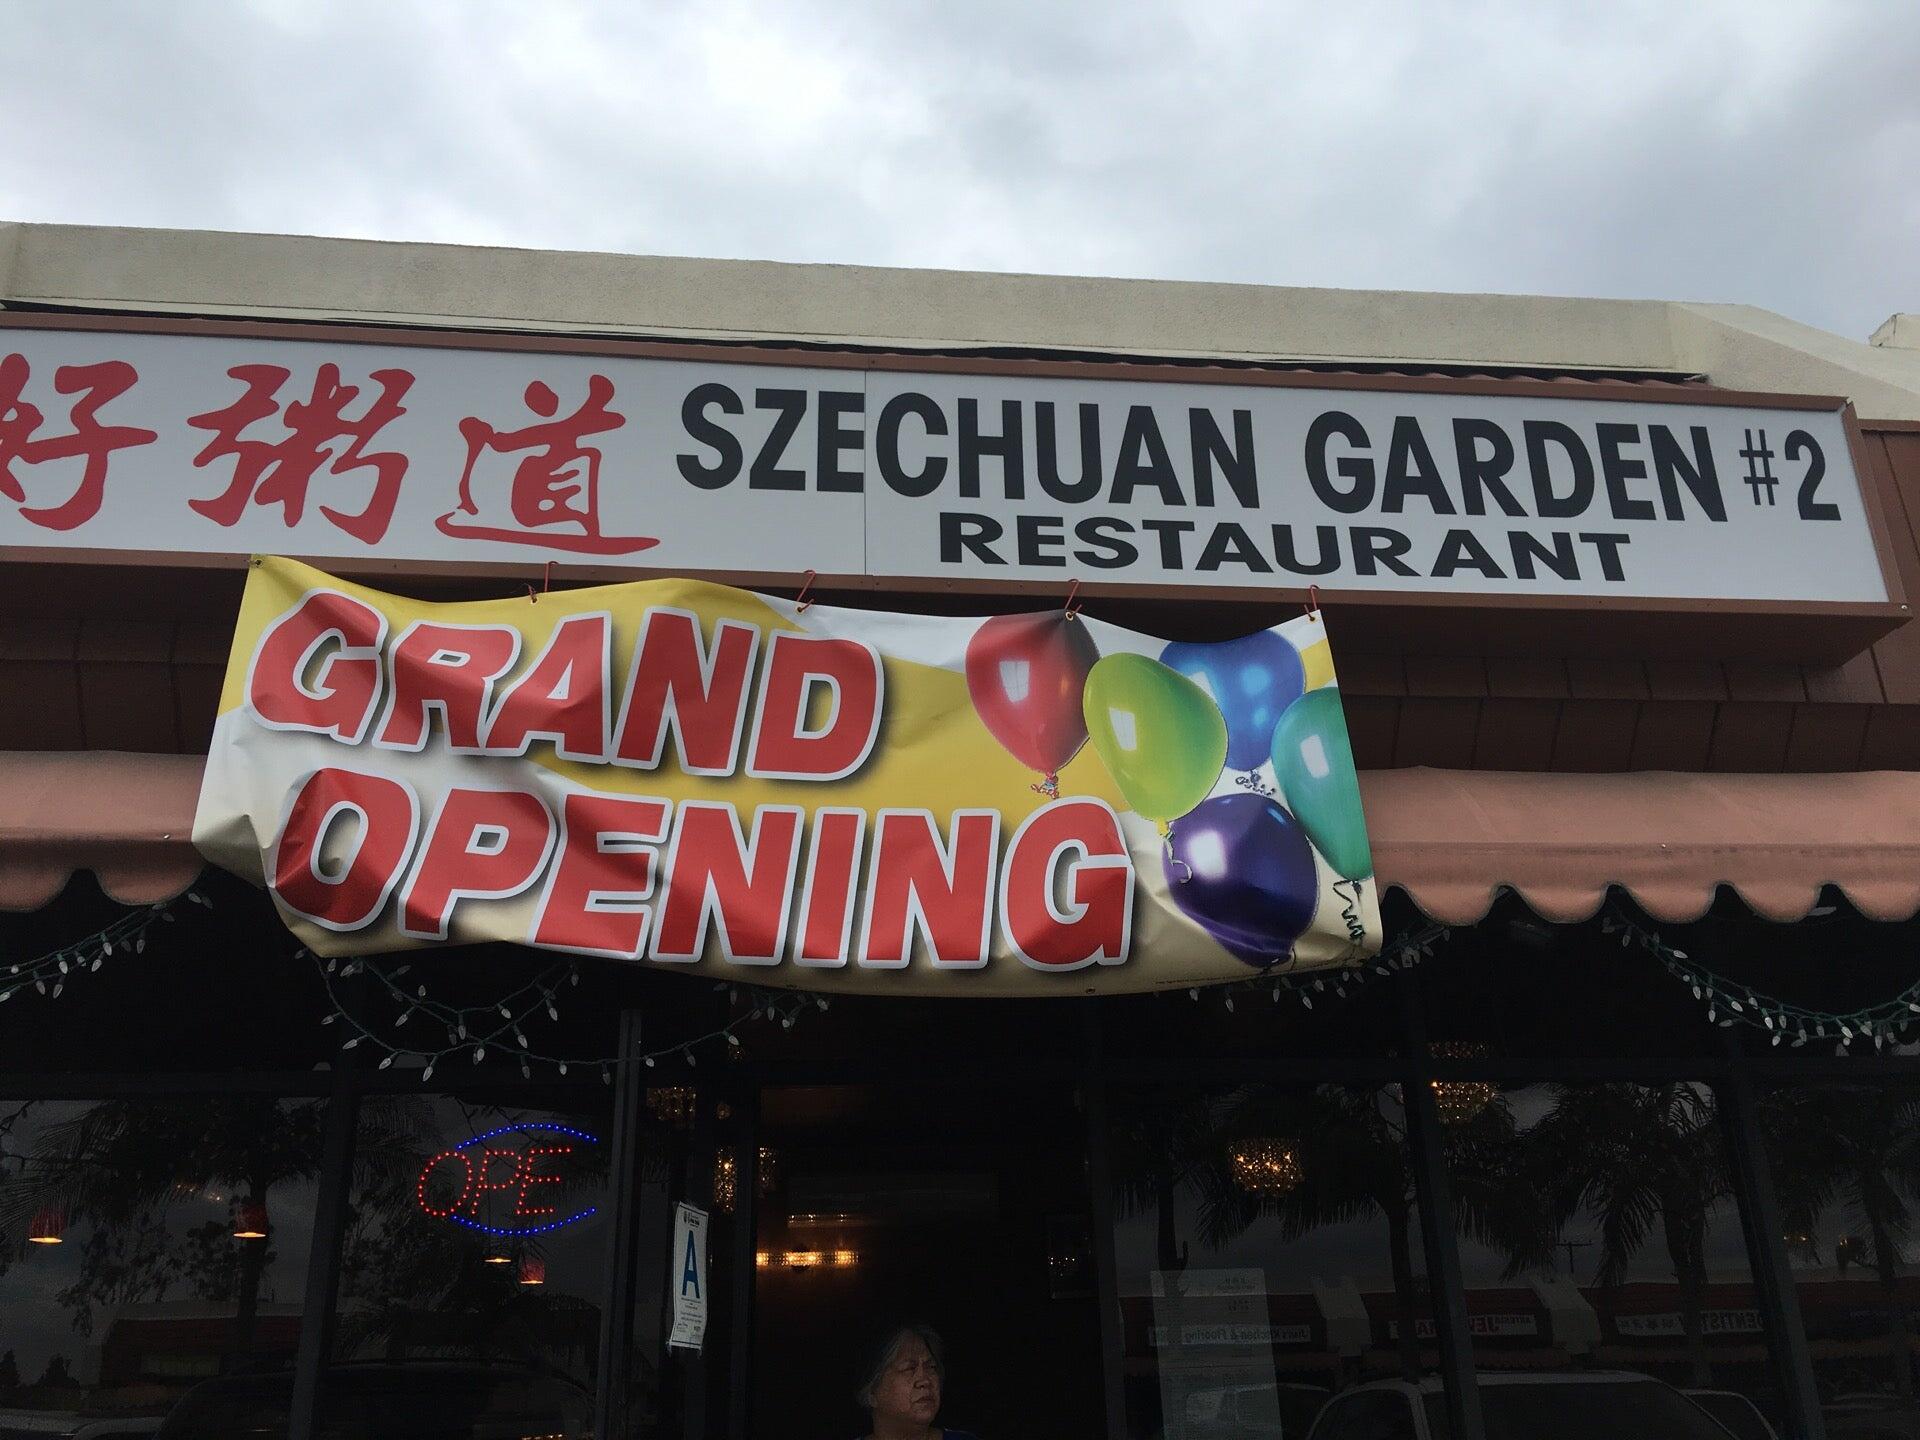 好粥道
SZECHUAN GARDEN #2
RESTAURANT
GRAND
OPENING
OPE
A